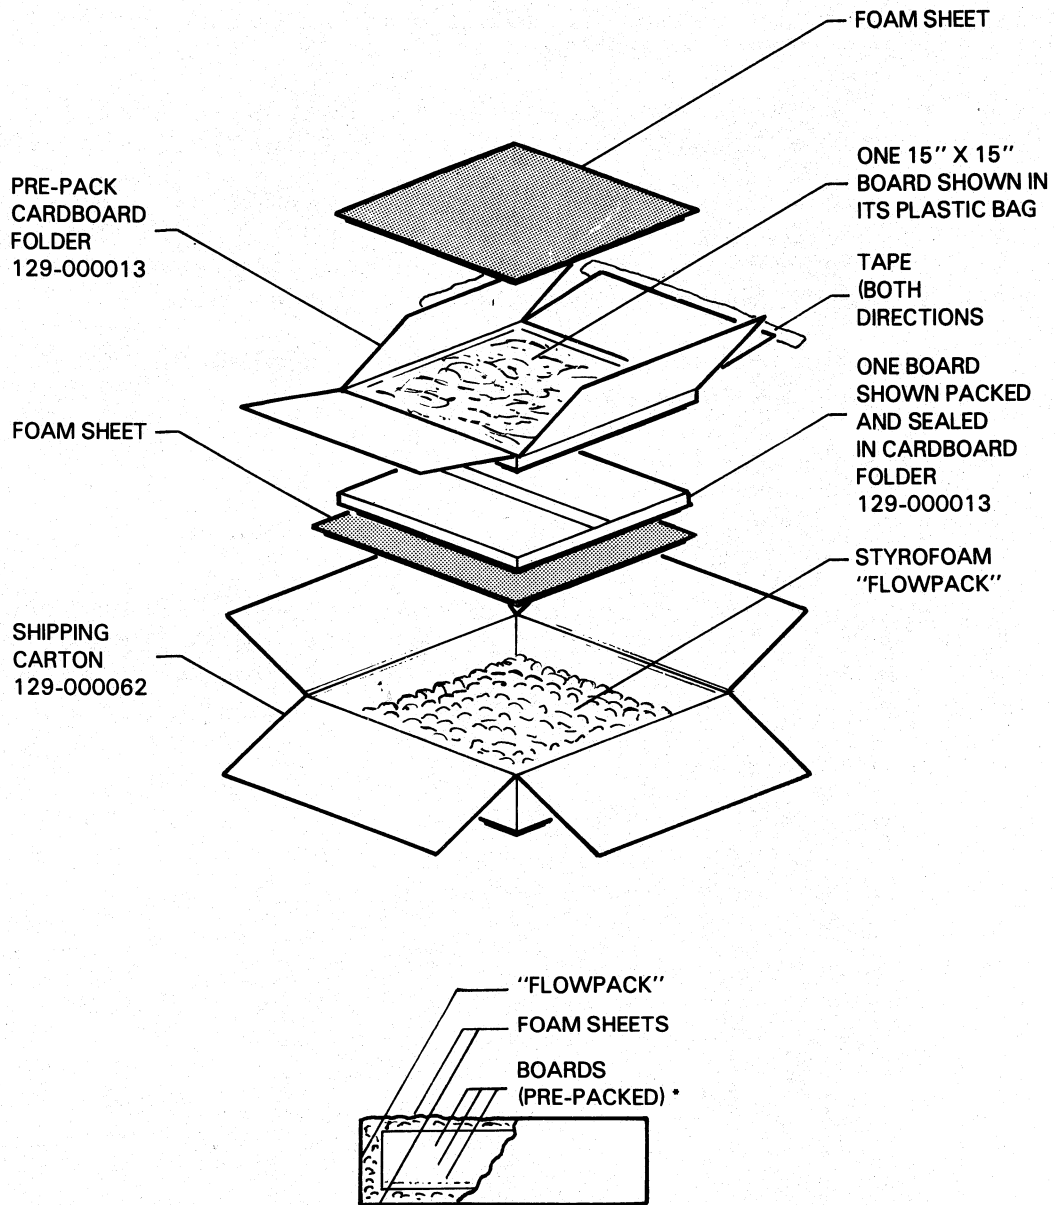 FOAM SHEET
ONE 15" X 15"
BOARD SHOWN IN
ITS PLASTIC BAG
PRE-PACK
CARDBOARD
FOLDER
129-000013
TAPE
(BOTH
DIRECTIONS
ONE BOARD
SHOWN PACKED
AND SEALED
IN CARDBOARD
FOLDER
129-000013
FOAM SHEET
STYROFOAM
"FLOWPACK"
SHIPPING
CARTON
129-000062
"FLOWPACK"
FOAM SHEETS
BOARDS
(PRE-PACKED) *